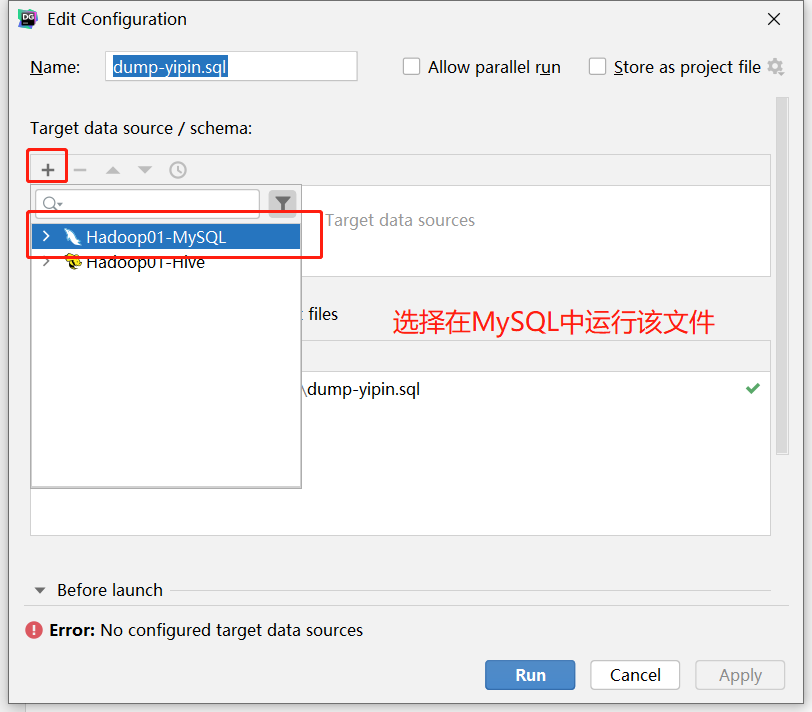 DG
Edit Configuration
Name:
dump-yipin.sql
Allow parallel run
Store as project file
Target data source / schema:
Hadoop01-MySQL
Target data sources
Hadoop01-Hive
files
选择在MySQL中运行该文件
\dump-yipin.sql
Before launch
Error: No configured target data sources
Run
Cancel
Apply